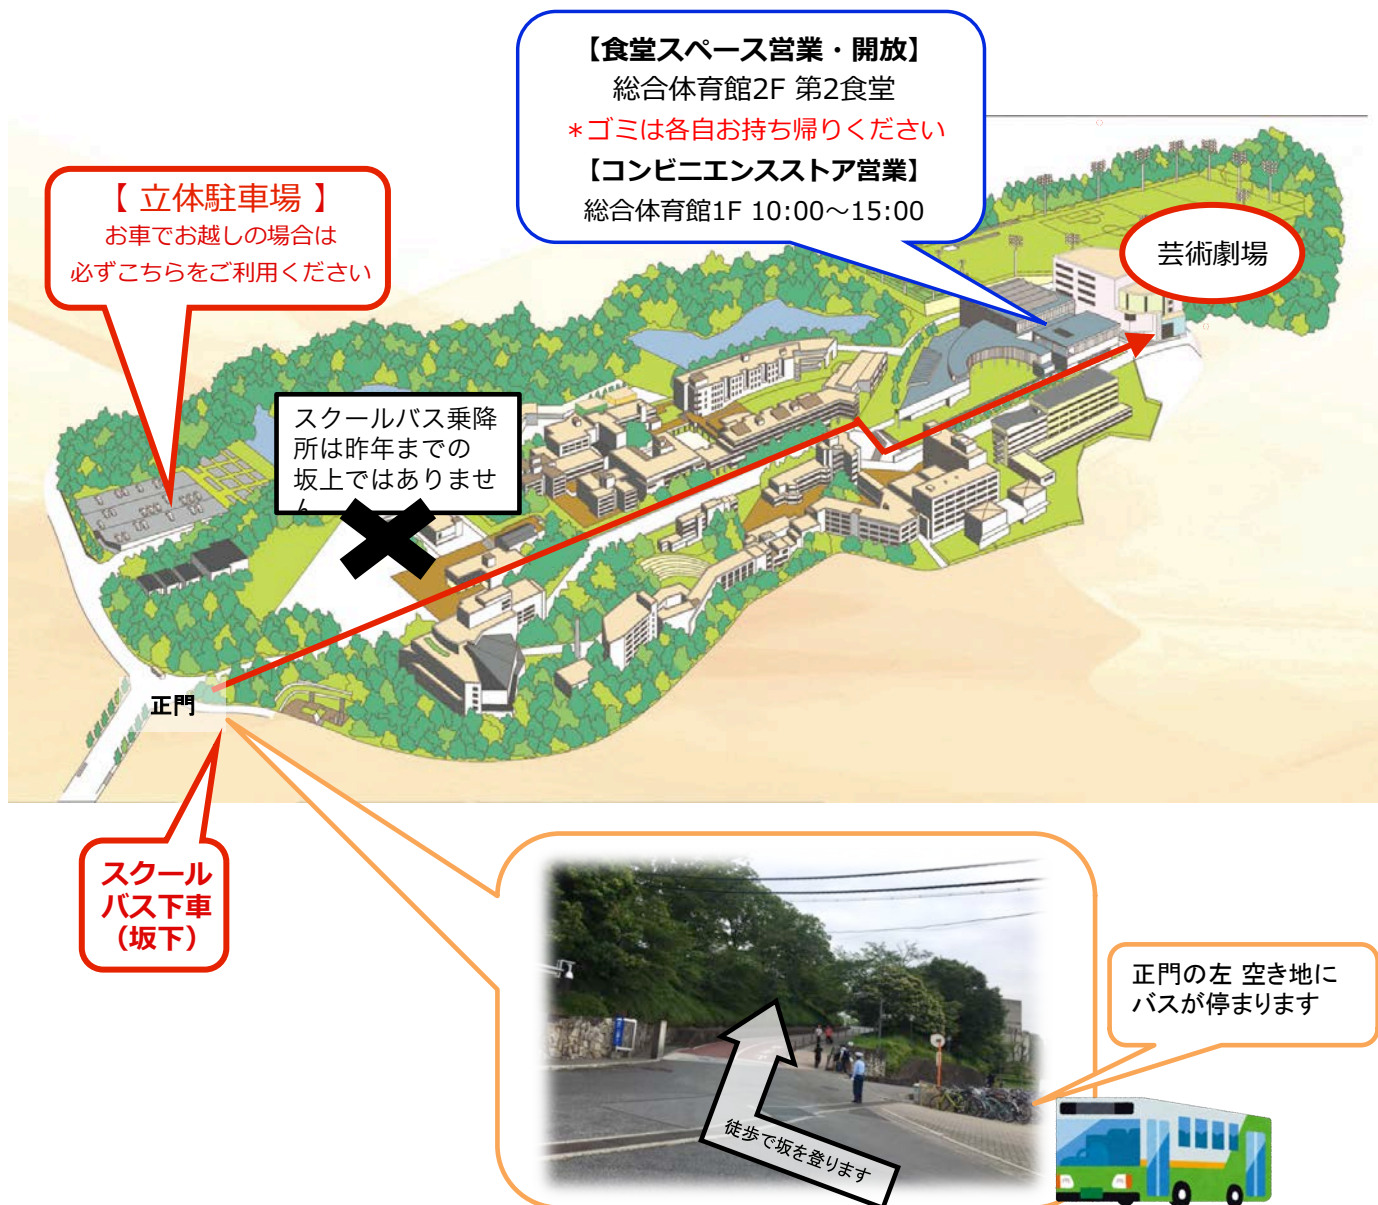 【食堂スペース営業・開放】
総合体育館2F 第2食堂
＊ゴミは各自お持ち帰りください
【コンビニエンスストア営業】
総合体育館1F 10:00～15:00
【 立体駐車場 】
お車でお越しの場合は
必ずこちらをご利用ください
芸術劇場
スクールバス乗降
所は昨年までの
坂上ではありませ
ん
正門
スクール
バス下車
（坂下）
正門の左 空き地に
バスが停まります
徒歩で坂を登ります